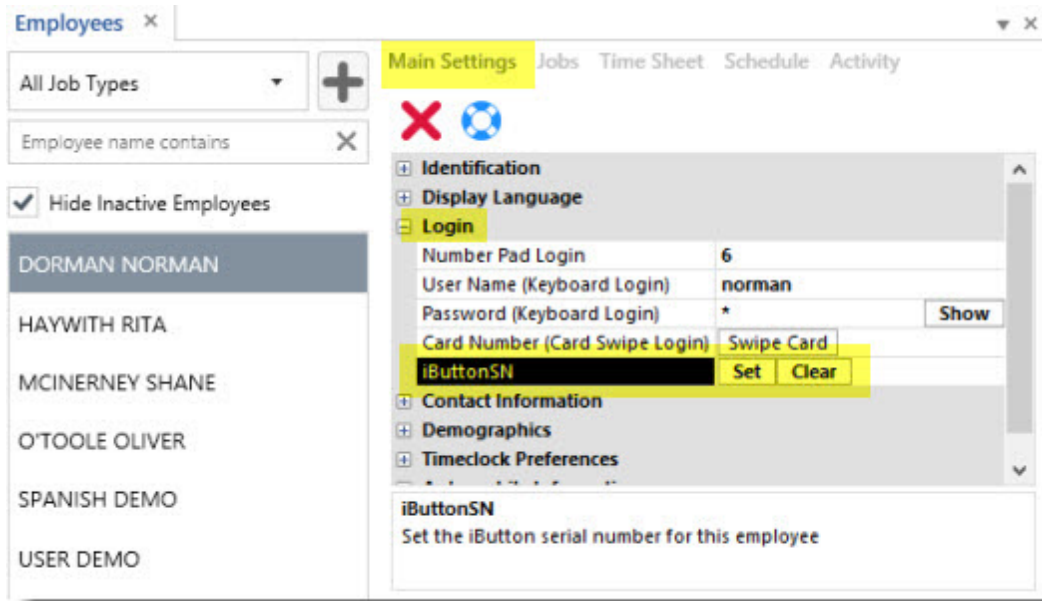 Employees
All Job Types
Employee name contains
Hide Inactive Employees
DORMAN NORMAN
HAYWITH RITA
MCINERNEY SHANE
O'TOOLE OLIVER
SPANISH DEMO
USER DEMO
Main Settings Jobs Time Sheet Schedule Activity
Identification
Display Language
Login
Number Pad Login 6
User Name (Keyboard Login) norman
Password (Keyboard Login) * Show
Card Number (Card Swipe Login) Swipe Card
iButtonSN Set Clear
Contact Information
Demographics
Timeclock Preferences
iButtonSN
Set the iButton serial number for this employee